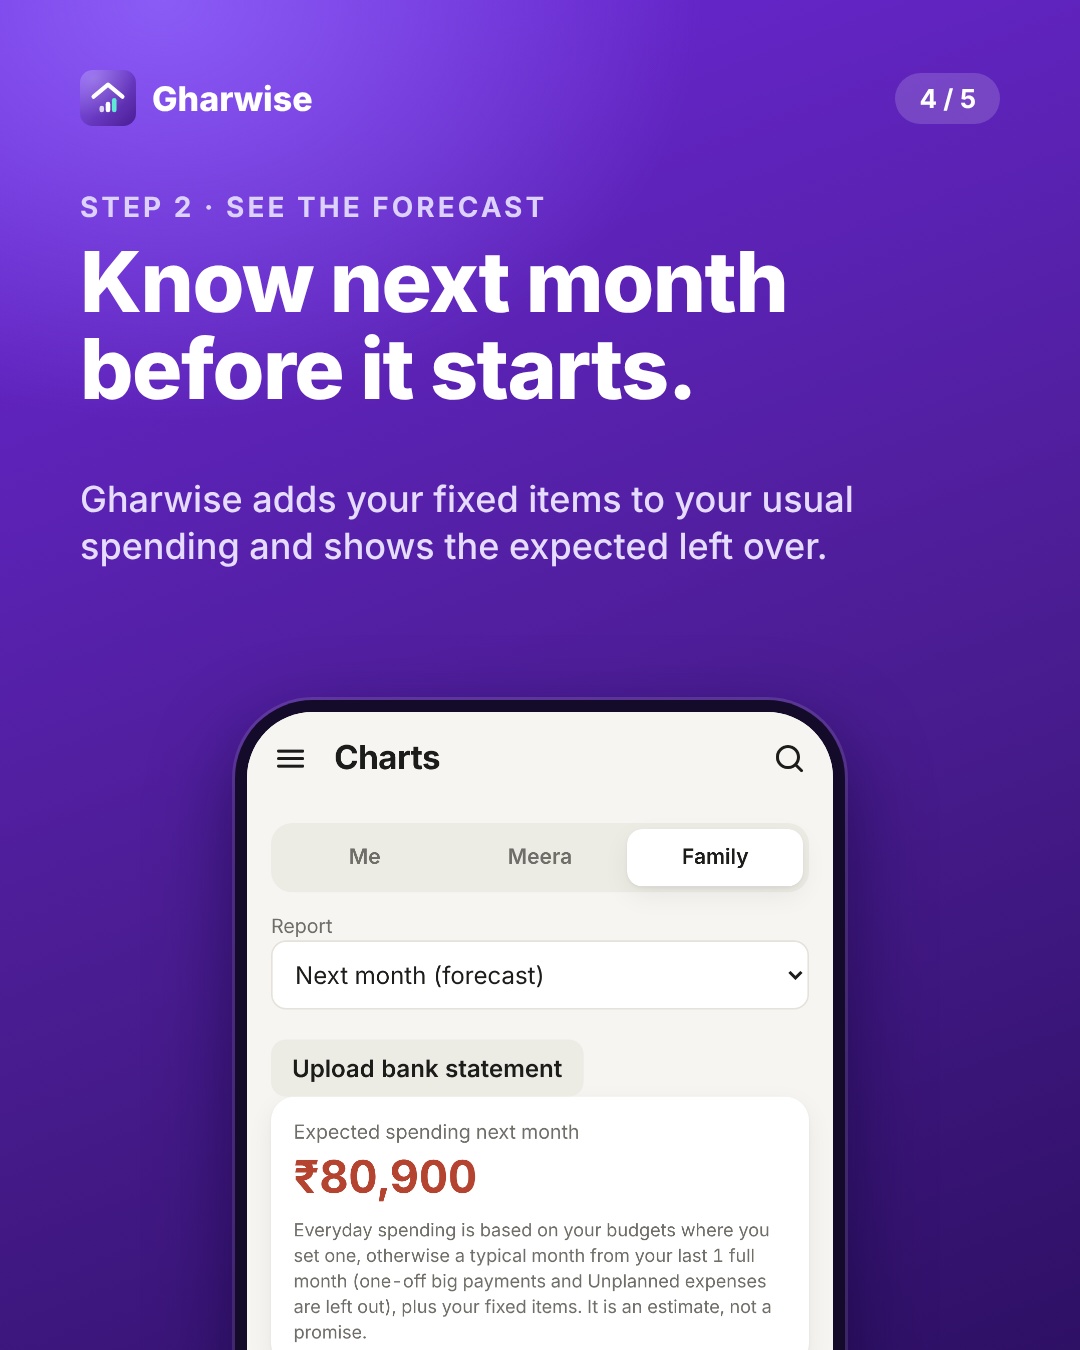 Gharwise
4 / 5
STEP 2 · SEE THE FORECAST
Know next month
before it starts.
Gharwise adds your fixed items to your usual
spending and shows the expected left over.
Charts
Me
Meera
Family
Report
Next month (forecast)
Upload bank statement
Expected spending next month
₹80,900
Everyday spending is based on your budgets where you
set one, otherwise a typical month from your last 1 full
month (one-off big payments and Unplanned expenses
are left out), plus your fixed items. It is an estimate, not a
promise.